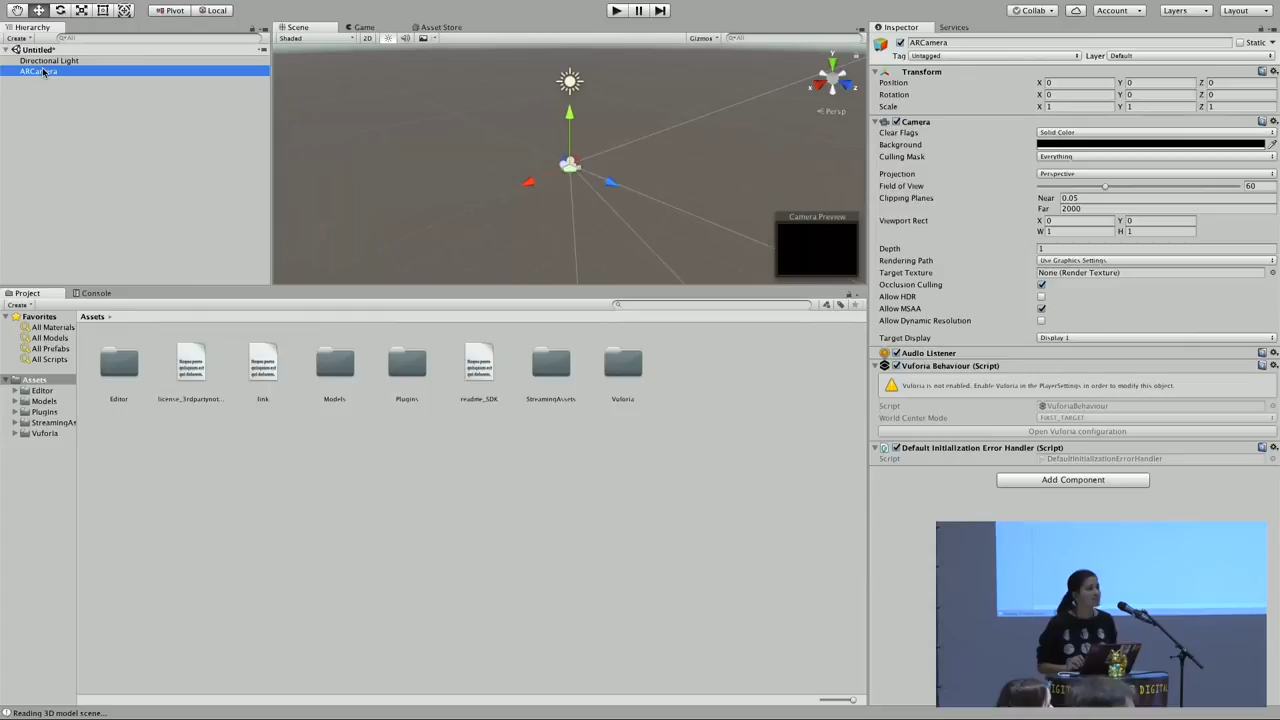 Pivot
Local
Collab
Account
Layers
Layout
Hierarchy
Create
All
Untitled*
Directional Light
ARCamera
Scene
Game
Asset Store
Shaded
2D
Gizmos
All
y
x
z
Persp
Camera Preview
Inspector
Services
ARCamera
Static
Tag Untagged
Layer Default
Transform
Position X 0 Y 0 Z 0
Rotation X 0 Y 0 Z 0
Scale X 1 Y 1 Z 1
Camera
Clear Flags Solid Color
Background
Culling Mask Everything
Projection Perspective
Field of View 60
Clipping Planes Near 0.05
Far 2000
Viewport Rect X 0 Y 0
W 1 H 1
Depth 1
Rendering Path Use Graphics Settings
Target Texture None (Render Texture)
Occlusion Culling
Allow HDR
Allow MSAA
Allow Dynamic Resolution
Target Display Display 1
Audio Listener
Vuforia Behaviour (Script)
Vuforia is not enabled. Enable Vuforia in the PlayerSettings in order to modify this object.
Script VuforiaBehaviour
World Center Mode FIRST_TARGET
Open Vuforia configuration
Default Initialization Error Handler (Script)
Script DefaultInitializationErrorHandler
Add Component
Project
Console
Create
Favorites
All Materials
All Models
All Prefabs
All Scripts
Assets
Editor
Models
Plugins
StreamingAs
Vuforia
Assets
Editor
license_3rdpartynot...
link
Models
Plugins
readme_SDK
StreamingAssets
Vuforia
DIGITAL
Reading 3D model scene...